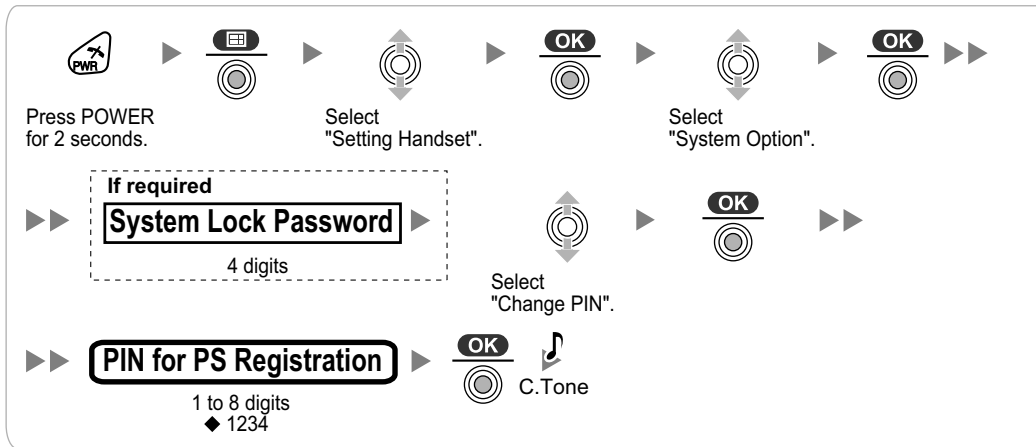 PWR
OK
OK
Press POWER
for 2 seconds.
Select
"Setting Handset".
Select
"System Option".
If required
System Lock Password
4 digits
OK
Select
"Change PIN".
PIN for PS Registration
1 to 8 digits
◆ 1234
OK
C.Tone